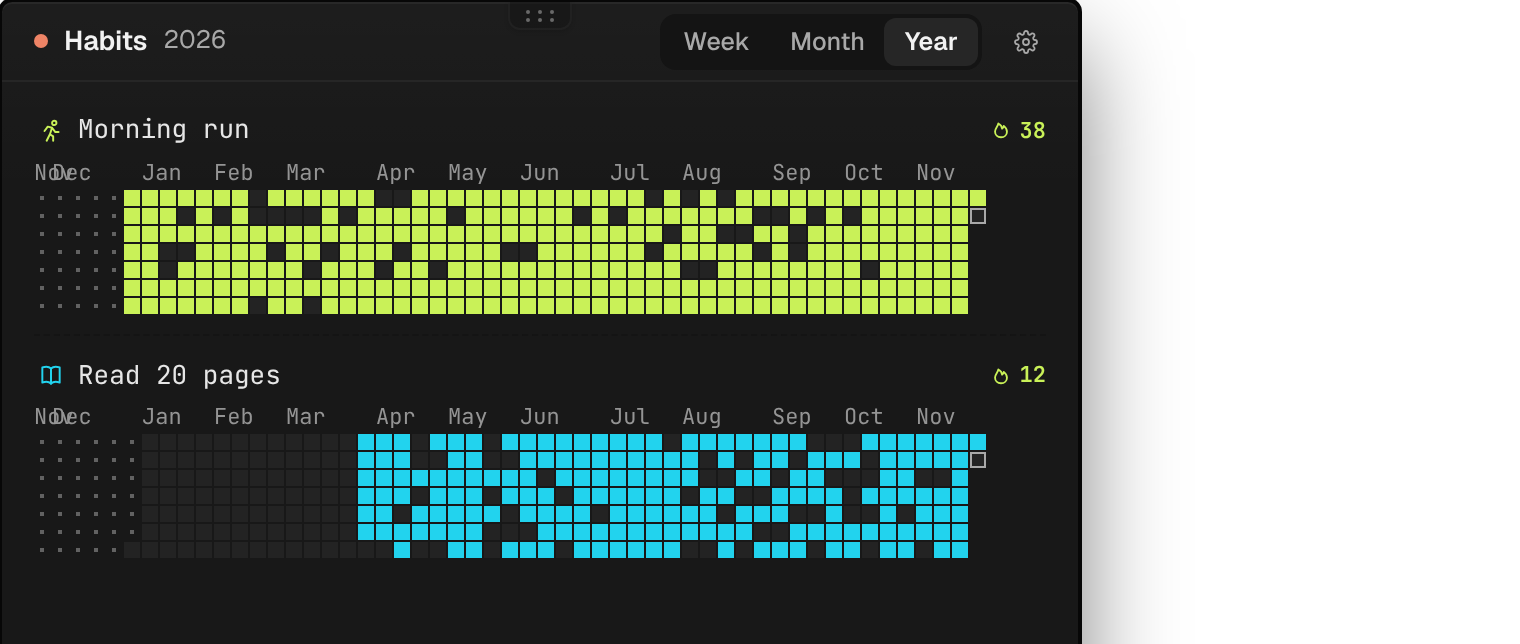 Habits 2026
Week Month Year
Morning run
38
Nov Dec Jan Feb Mar Apr May Jun Jul Aug Sep Oct Nov
Read 20 pages
12
Nov Dec Jan Feb Mar Apr May Jun Jul Aug Sep Oct Nov